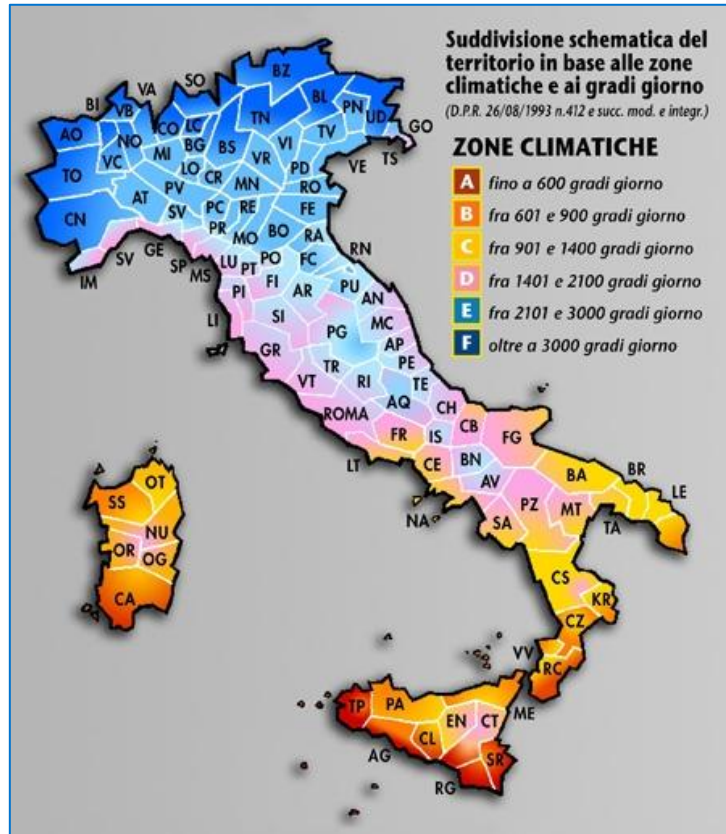 Suddivisione schematica del
territorio in base alle zone
climatiche e ai gradi giorno
(D.P.R. 26/08/1993 n.412 e succ. mod. e integr.)
ZONE CLIMATICHE
A fino a 600 gradi giorno
B fra 601 e 900 gradi giorno
C fra 901 e 1400 gradi giorno
D fra 1401 e 2100 gradi giorno
E fra 2101 e 3000 gradi giorno
F oltre a 3000 gradi giorno
BZ
SO
VA
BI
VB
AO
CO
LC
TN
BL
PN
UD
GO
NO
BG
BS
TV
TS
VC
MI
VR
VI
TO
LO
CR
MN
PD
VE
AT
PV
RO
CN
SV
PC
RE
FE
PR
MO
BO
RA
IM
SV
GE
SP
MS
LU
PT
PO
FC
RN
PI
FI
AR
PU
AN
LI
SI
MC
GR
PG
AP
PE
VT
TR
RI
TE
AQ
CH
ROMA
FR
IS
CB
FG
LT
CE
BN
BA
BR
AV
LE
NA
SA
PZ
MT
TA
OT
SS
NU
OR
OG
CA
CS
KR
CZ
VV
RC
TP
PA
ME
EN
CT
CL
AG
RG
SR